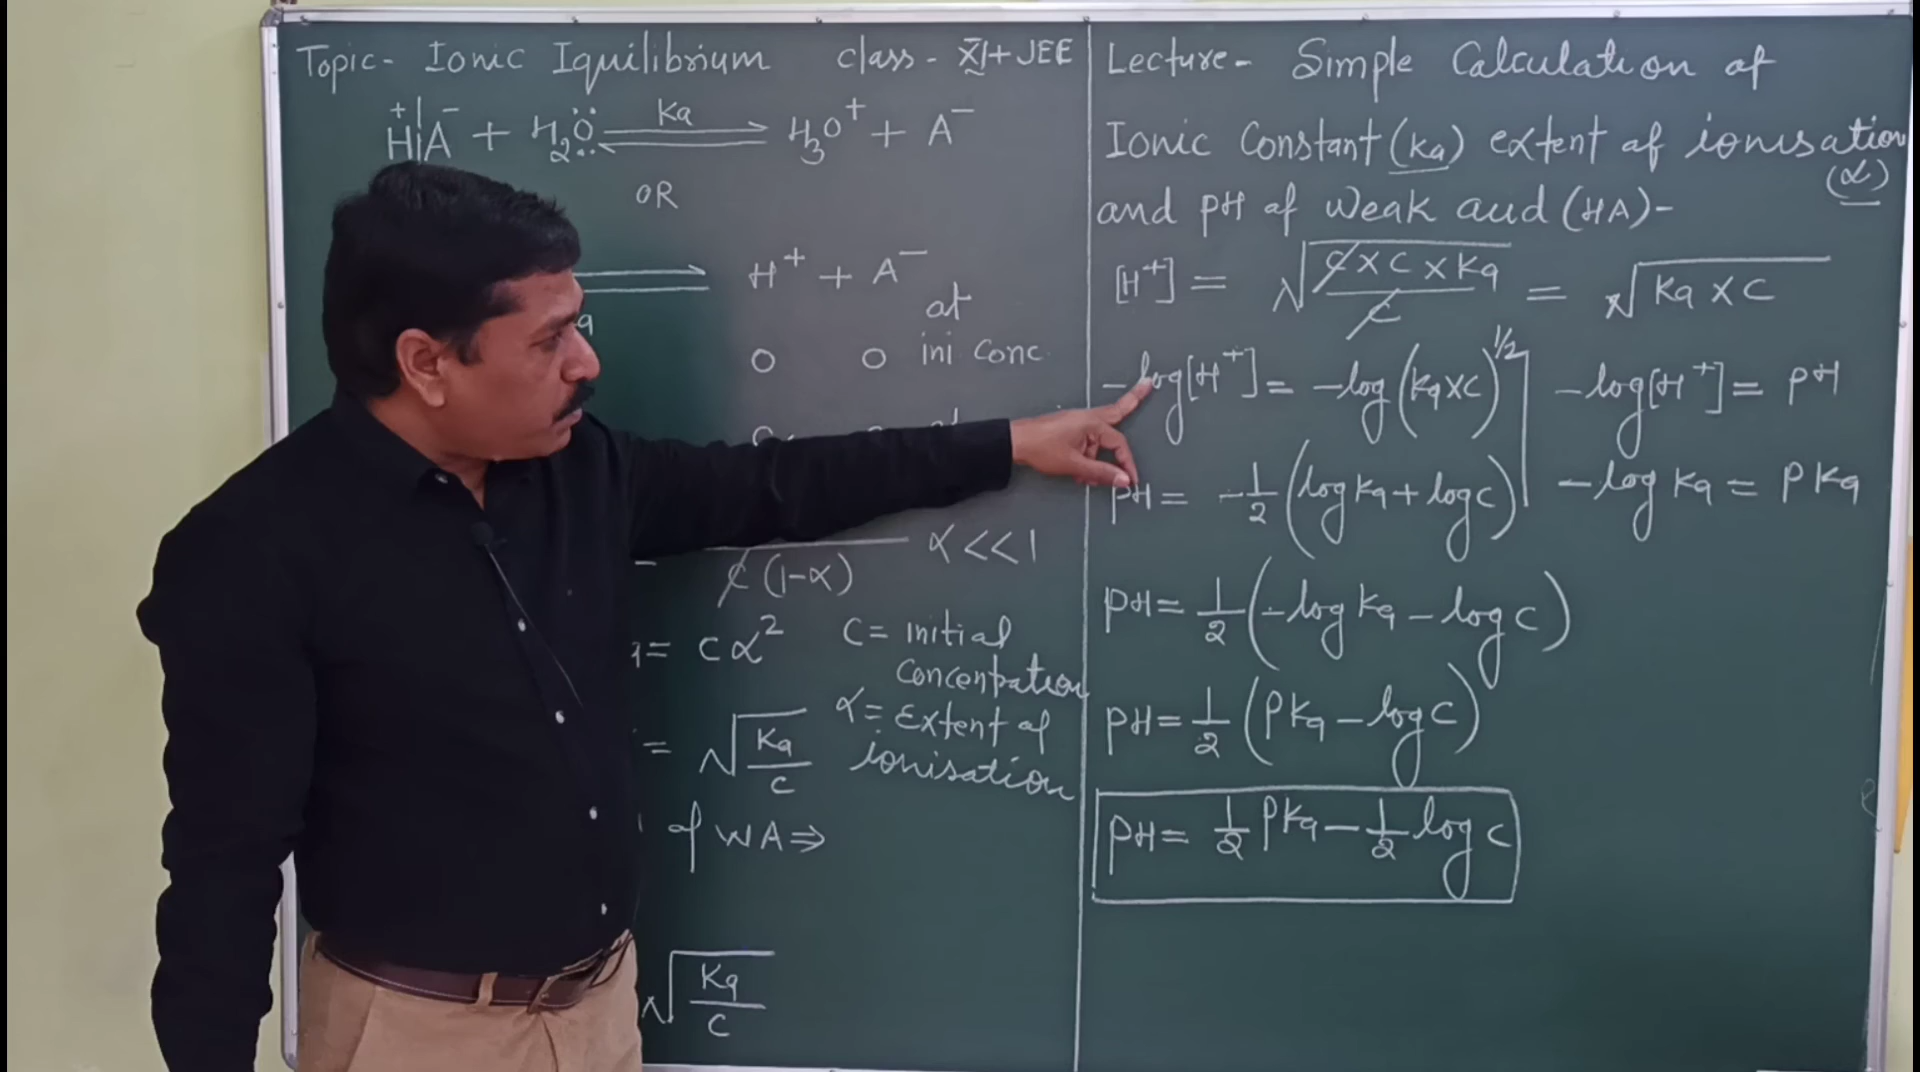 Topic- Ionic Iquilibrium class- XI+JEE
H|A + H2O ⇌ Ka H3O+ + A-
OR
⇌ H+ + A-
at
0 0 ini. Conc.
¢(1-α) α<<1
= cα²
C= initial
concentration
= √(Ka/c)
α= Extent of
ionisation
of WA⇒
√(Ka/c)
Lecture- Simple Calculation of
Ionic Constant (Ka) extent of ionisation
(α)
and pH of weak aud (HA)-
[H+] = √(c x c x Ka / c) = √(Ka x c)
-log[H+] = -log(Ka x c)^1/2
-log[H+] = pH
pH = -1/2 (log Ka + log c)
-log Ka = pKa
pH = 1/2 (-log Ka - log c)
pH = 1/2 (pKa - log c)
pH = 1/2 pKa - 1/2 log c